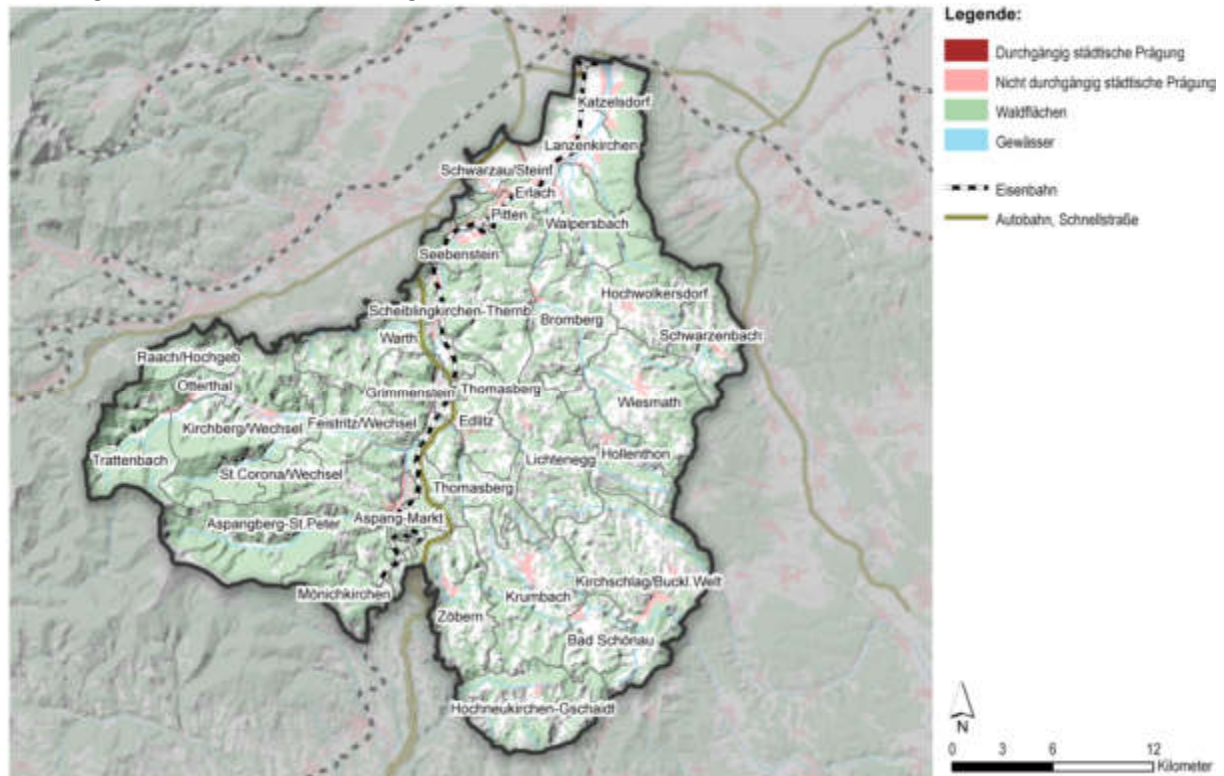 Legende:
Durchgängig städtische Prägung
Nicht durchgängig städtische Prägung
Waldflächen
Gewässer
Eisenbahn
Autobahn, Schnellstraße
Katzelsdorf
Lanzenkirchen
Schwarzau/Steinf
Erlach
Pitten
Walpersbach
Seebenstein
Hochwolkersdorf
Scheiblingkirchen-Thernb
Bromberg
Schwarzenbach
Warth
Raach/Hochgeb
Otterthal
Grimmenstein
Thomasberg
Wiesmath
Kirchberg/Wechsel
Feistritz/Wechsel
Edlitz
Trattenbach
St.Corona/Wechsel
Lichtenegg
Hollenthon
Thomasberg
Aspangberg-St.Peter
Aspang-Markt
Mönichkirchen
Krumbach
Kirchschlag/Buckl.Welt
Zöbern
Bad Schönau
Hochneukirchen-Gschaidt
N
0 3 6 12
Kilometer